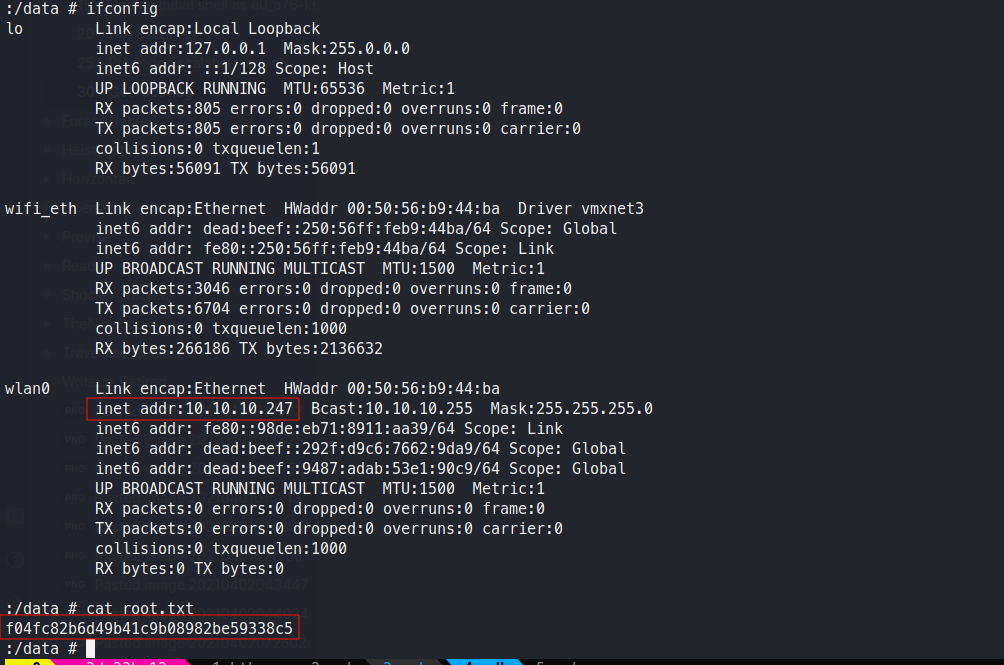 :/data # ifconfig
lo        Link encap:Local Loopback
          inet addr:127.0.0.1  Mask:255.0.0.0
          inet6 addr: ::1/128 Scope: Host
          UP LOOPBACK RUNNING  MTU:65536  Metric:1
          RX packets:805 errors:0 dropped:0 overruns:0 frame:0
          TX packets:805 errors:0 dropped:0 overruns:0 carrier:0
          collisions:0 txqueuelen:1
          RX bytes:56091 TX bytes:56091
wifi_eth  Link encap:Ethernet  HWaddr 00:50:56:b9:44:ba  Driver vmxnet3
          inet6 addr: dead:beef::250:56ff:feb9:44ba/64 Scope: Global
          inet6 addr: fe80::250:56ff:feb9:44ba/64 Scope: Link
          UP BROADCAST RUNNING MULTICAST  MTU:1500  Metric:1
          RX packets:3046 errors:0 dropped:0 overruns:0 frame:0
          TX packets:6704 errors:0 dropped:0 overruns:0 carrier:0
          collisions:0 txqueuelen:1000
          RX bytes:266186 TX bytes:2136632
wlan0     Link encap:Ethernet  HWaddr 00:50:56:b9:44:ba
          inet addr:10.10.10.247  Bcast:10.10.10.255  Mask:255.255.255.0
          inet6 addr: fe80::98de:eb71:8911:aa39/64 Scope: Link
          inet6 addr: dead:beef::292f:d9c6:7662:9da9/64 Scope: Global
          inet6 addr: dead:beef::9487:adab:53e1:90c9/64 Scope: Global
          UP BROADCAST RUNNING MULTICAST  MTU:1500  Metric:1
          RX packets:0 errors:0 dropped:0 overruns:0 frame:0
          TX packets:0 errors:0 dropped:0 overruns:0 carrier:0
          collisions:0 txqueuelen:1000
          RX bytes:0 TX bytes:0
:/data # cat root.txt
f04fc82b6d49b41c9b08982be59338c5
:/data #